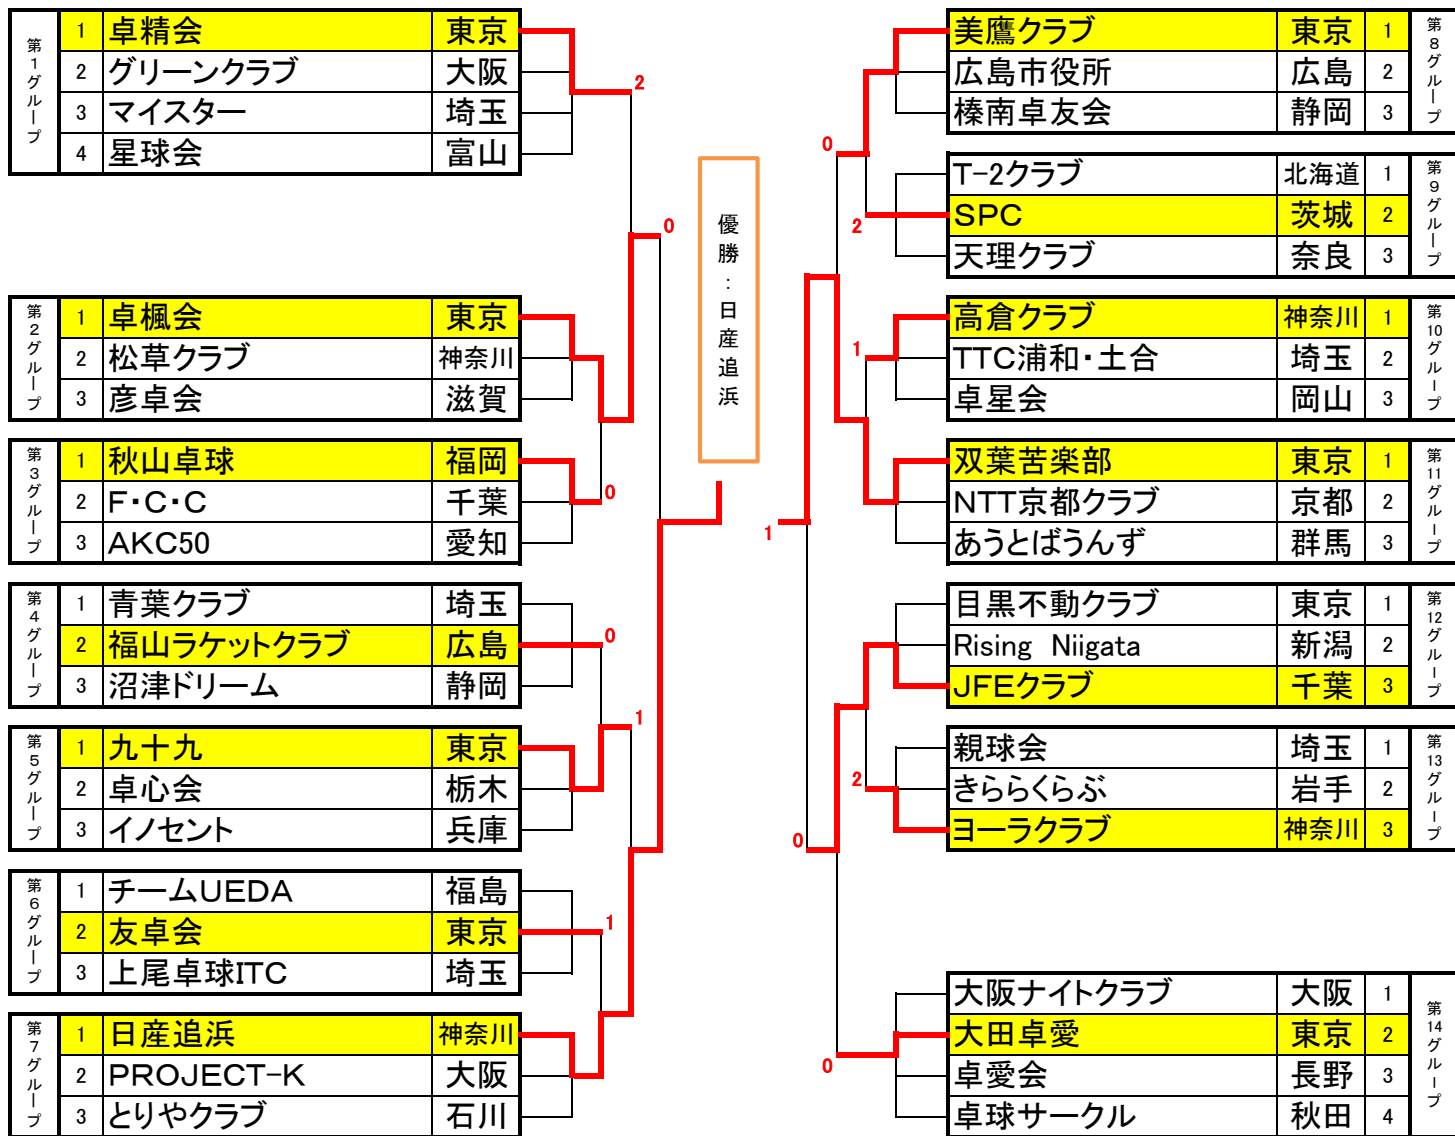 第1グループ
1 卓精会 東京
2 グリーンクラブ 大阪
3 マイスター 埼玉
4 星球会 富山
2
第2グループ
1 卓楓会 東京
2 松草クラブ 神奈川
3 彦卓会 滋賀
0
第3グループ
1 秋山卓球 福岡
2 F・C・C 千葉
3 AKC50 愛知
0
第4グループ
1 青葉クラブ 埼玉
2 福山ラケットクラブ 広島
3 沼津ドリーム 静岡
0
第5グループ
1 九十九 東京
2 卓心会 栃木
3 イノセント 兵庫
1
第6グループ
1 チームUEDA 福島
2 友卓会 東京
3 上尾卓球ITC 埼玉
1
第7グループ
1 日産追浜 神奈川
2 PROJECT-K 大阪
3 とりやクラブ 石川
優勝:日産追浜
1
美鷹クラブ 東京 1
広島市役所 広島 2
榛南卓友会 静岡 3
第8グループ
0
T-2クラブ 北海道 1
SPC 茨城 2
天理クラブ 奈良 3
第9グループ
2
高倉クラブ 神奈川 1
TTC浦和・土合 埼玉 2
卓星会 岡山 3
第10グループ
1
双葉苦楽部 東京 1
NTT京都クラブ 京都 2
あうとばうんず 群馬 3
第11グループ
目黒不動クラブ 東京 1
Rising Niigata 新潟 2
JFEクラブ 千葉 3
第12グループ
親球会 埼玉 1
きららくらぶ 岩手 2
ヨーラクラブ 神奈川 3
第13グループ
2
0
大阪ナイトクラブ 大阪 1
大田卓愛 東京 2
卓愛会 長野 3
卓球サークル 秋田 4
第14グループ
0